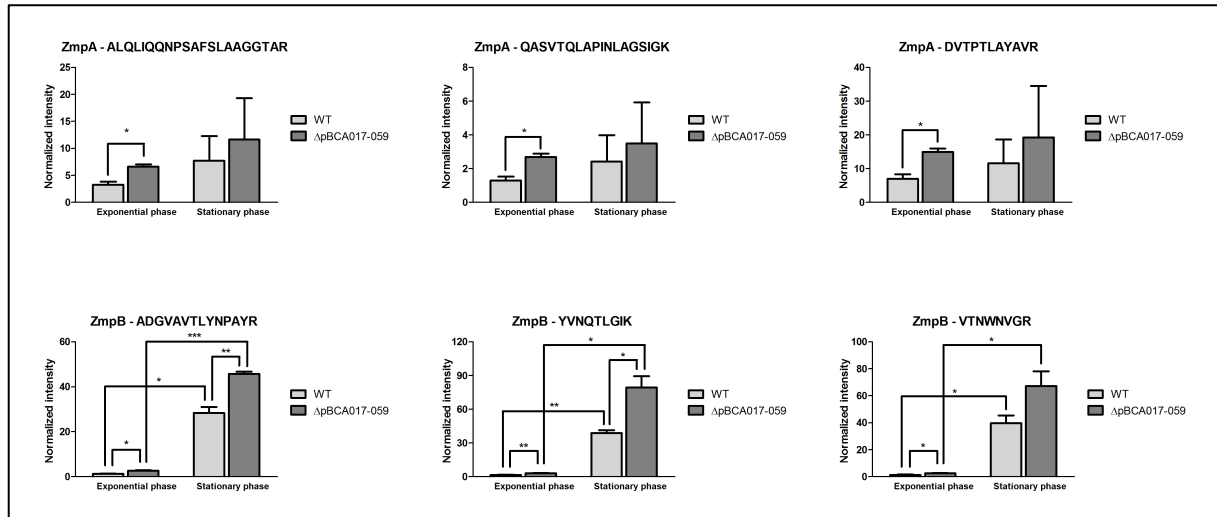 ZmpA - ALQLIQQNPSAFSLAAGGTAR
Normalized intensity
25
20
15
10
5
0
*
Exponential phase
Stationary phase
WT
ΔpBCA017-059
ZmpA - QASVTQLAPINLAGSIGK
Normalized intensity
8
6
4
2
0
*
Exponential phase
Stationary phase
WT
ΔpBCA017-059
ZmpA - DVTPTLAYAVR
Normalized intensity
40
30
20
10
0
*
Exponential phase
Stationary phase
WT
ΔpBCA017-059
ZmpB - ADGVAVTLYNPAYR
Normalized intensity
60
40
20
0
***
**
*
*
Exponential phase
Stationary phase
WT
ΔpBCA017-059
ZmpB - YVNQTLGIK
Normalized intensity
120
90
60
30
0
*
*
**
**
Exponential phase
Stationary phase
WT
ΔpBCA017-059
ZmpB - VTNWNVGR
Normalized intensity
100
80
60
40
20
0
*
*
*
Exponential phase
Stationary phase
WT
ΔpBCA017-059